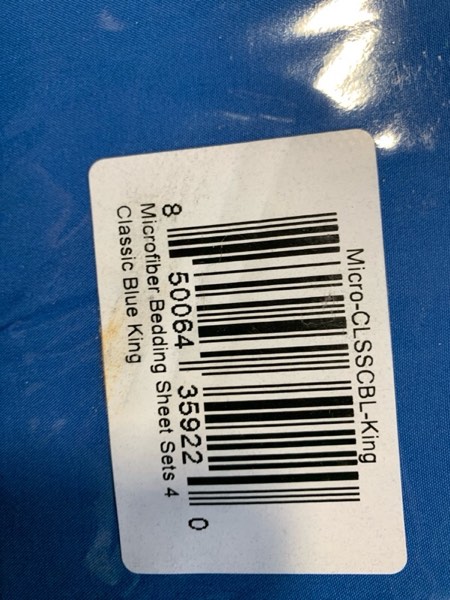 Micro-CLSSCBL-King
8 50064 35922 0
Microfiber Bedding Sheet Sets 4
Classic Blue King